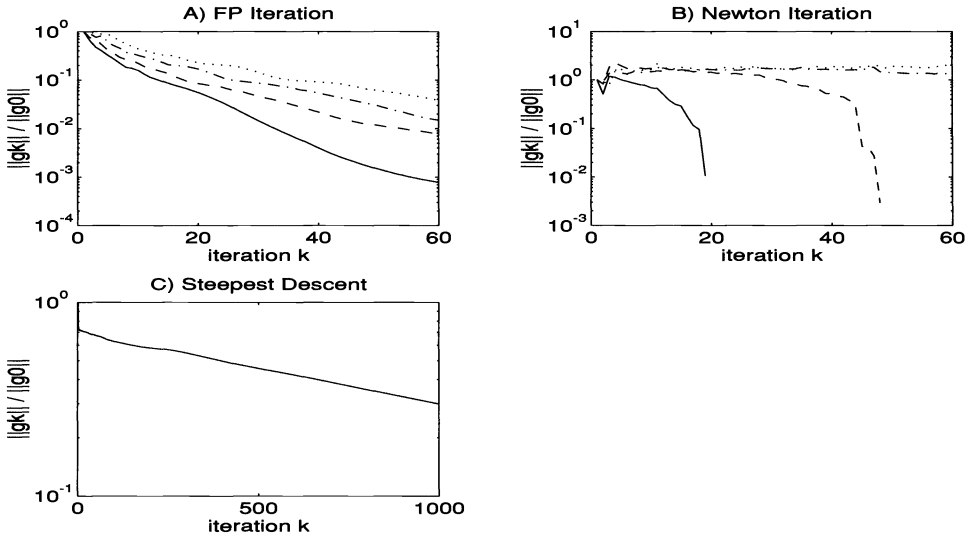 A) FP Iteration
10^0
10^-1
10^-2
10^-3
10^-4
||gk|| / ||g0||
0 20 40 60
iteration k
B) Newton Iteration
10^1
10^0
10^-1
10^-2
10^-3
||gk|| / ||g0||
0 20 40 60
iteration k
C) Steepest Descent
10^0
10^-1
||gk|| / ||g0||
0 500 1000
iteration k